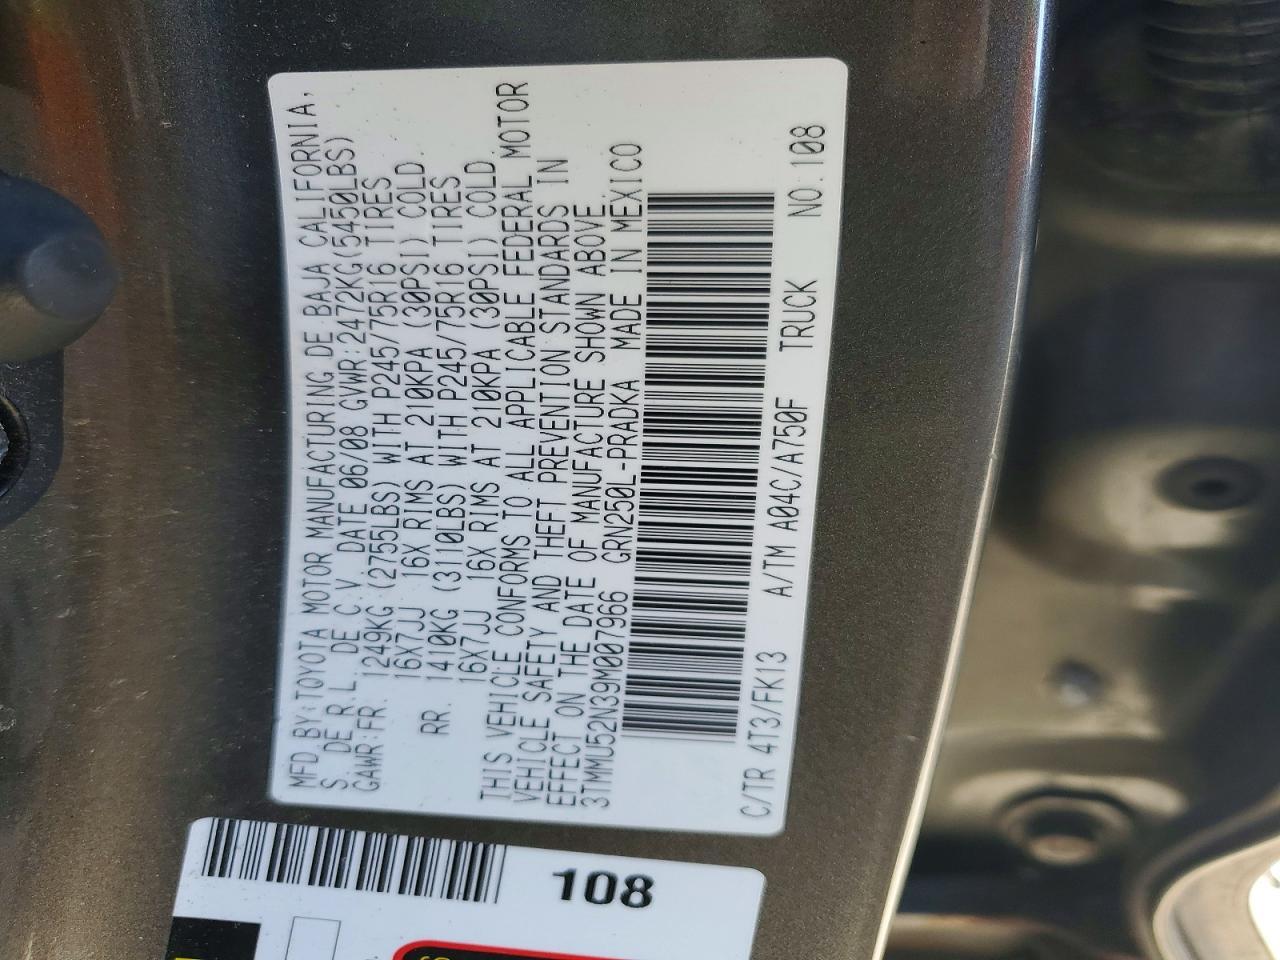 MFD.BY:TOYOTA MOTOR MANUFACTURING DE BAJA CALIFORNIA,
S. DE R.L. DE C.V. DATE 06/08 GVWR:2472KG(5450LBS)
GAWR:FR. 1249KG (2755LBS) WITH P245/75R16 TIRES
16X7JJ 16X RIMS AT 210KPA (30PSI) COLD
RR. 1410KG (3110LBS) WITH P245/75R16 TIRES
16X7JJ 16X RIMS AT 210KPA (30PSI) COLD.
THIS VEHICLE CONFORMS TO ALL APPLICABLE FEDERAL MOTOR
VEHICLE SAFETY AND THEFT PREVENTION STANDARDS IN
EFFECT ON THE DATE OF MANUFACTURE SHOWN ABOVE.
3TMMU52N39M007966 GRN250L-PRADKA MADE IN MEXICO
C/TR 4T3/FK13 A/TM A04C/A750F TRUCK NO.108
108